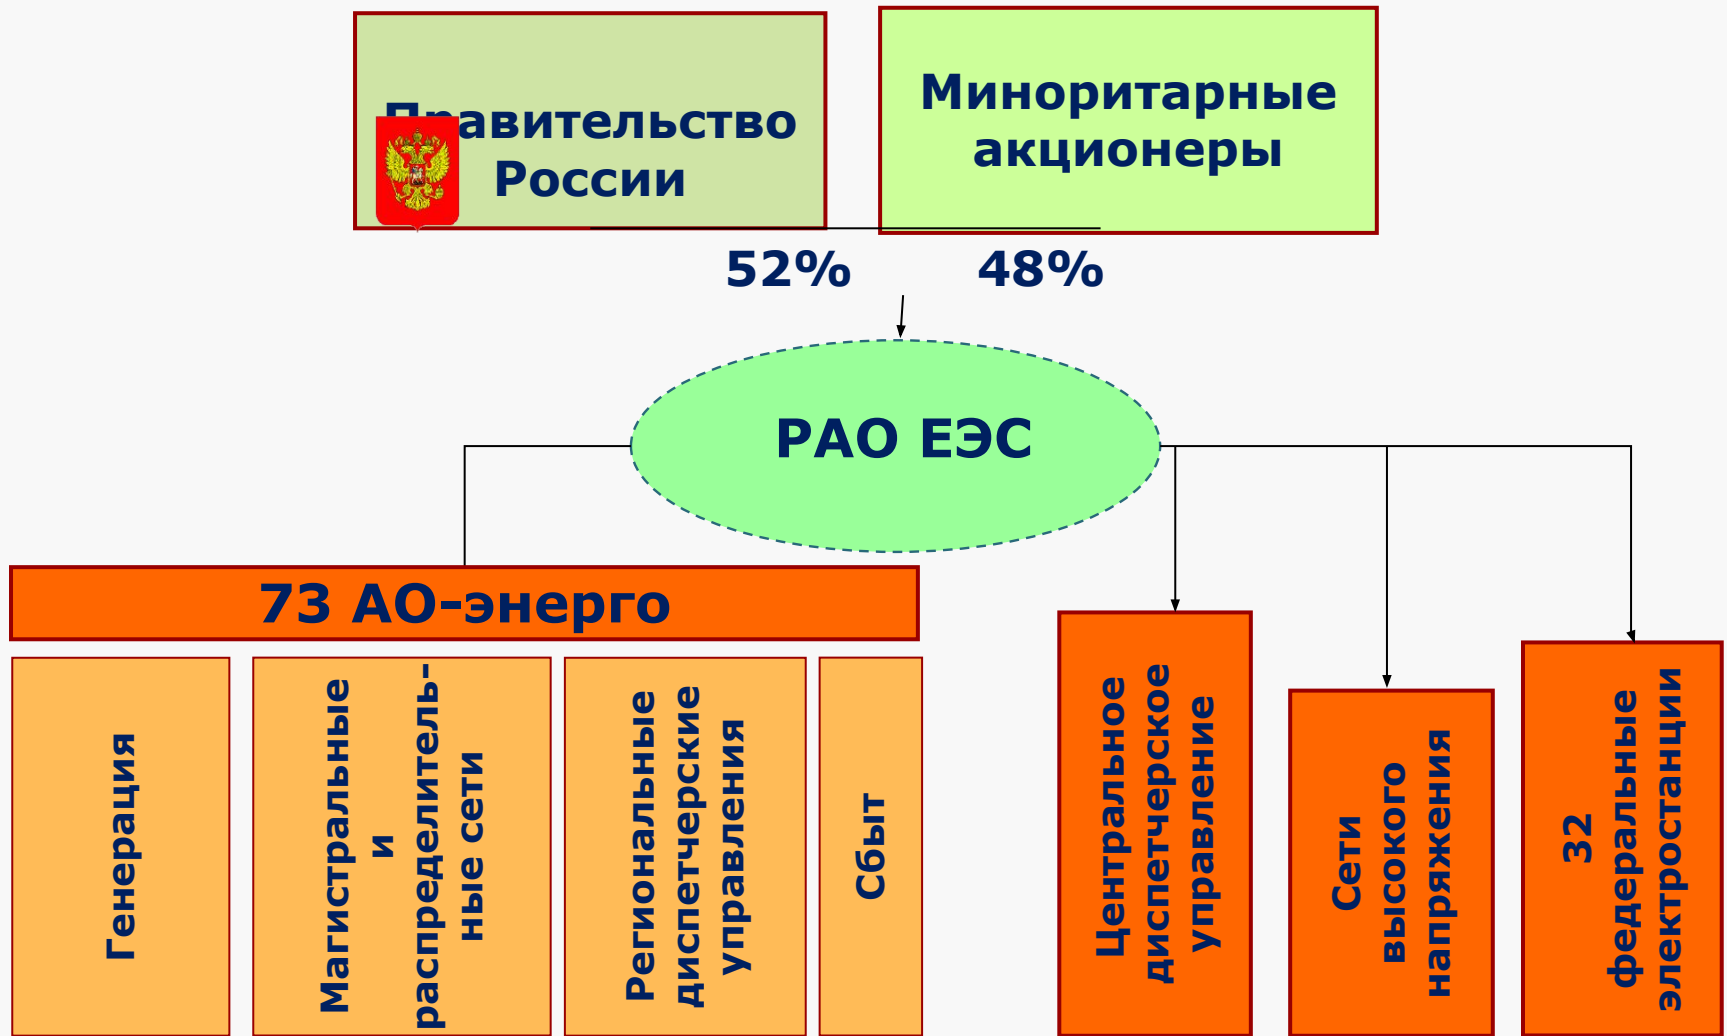 Правительство
России
Миноритарные
акционеры
52%
48%
РАО ЕЭС
73 АО-энерго
Генерация
Магистральные
и
распределитель-
ные сети
Региональные
диспетчерские
управления
Сбыт
Центральное
диспетчерское
управление
Сети
высокого
напряжения
32
федеральные
электростанции